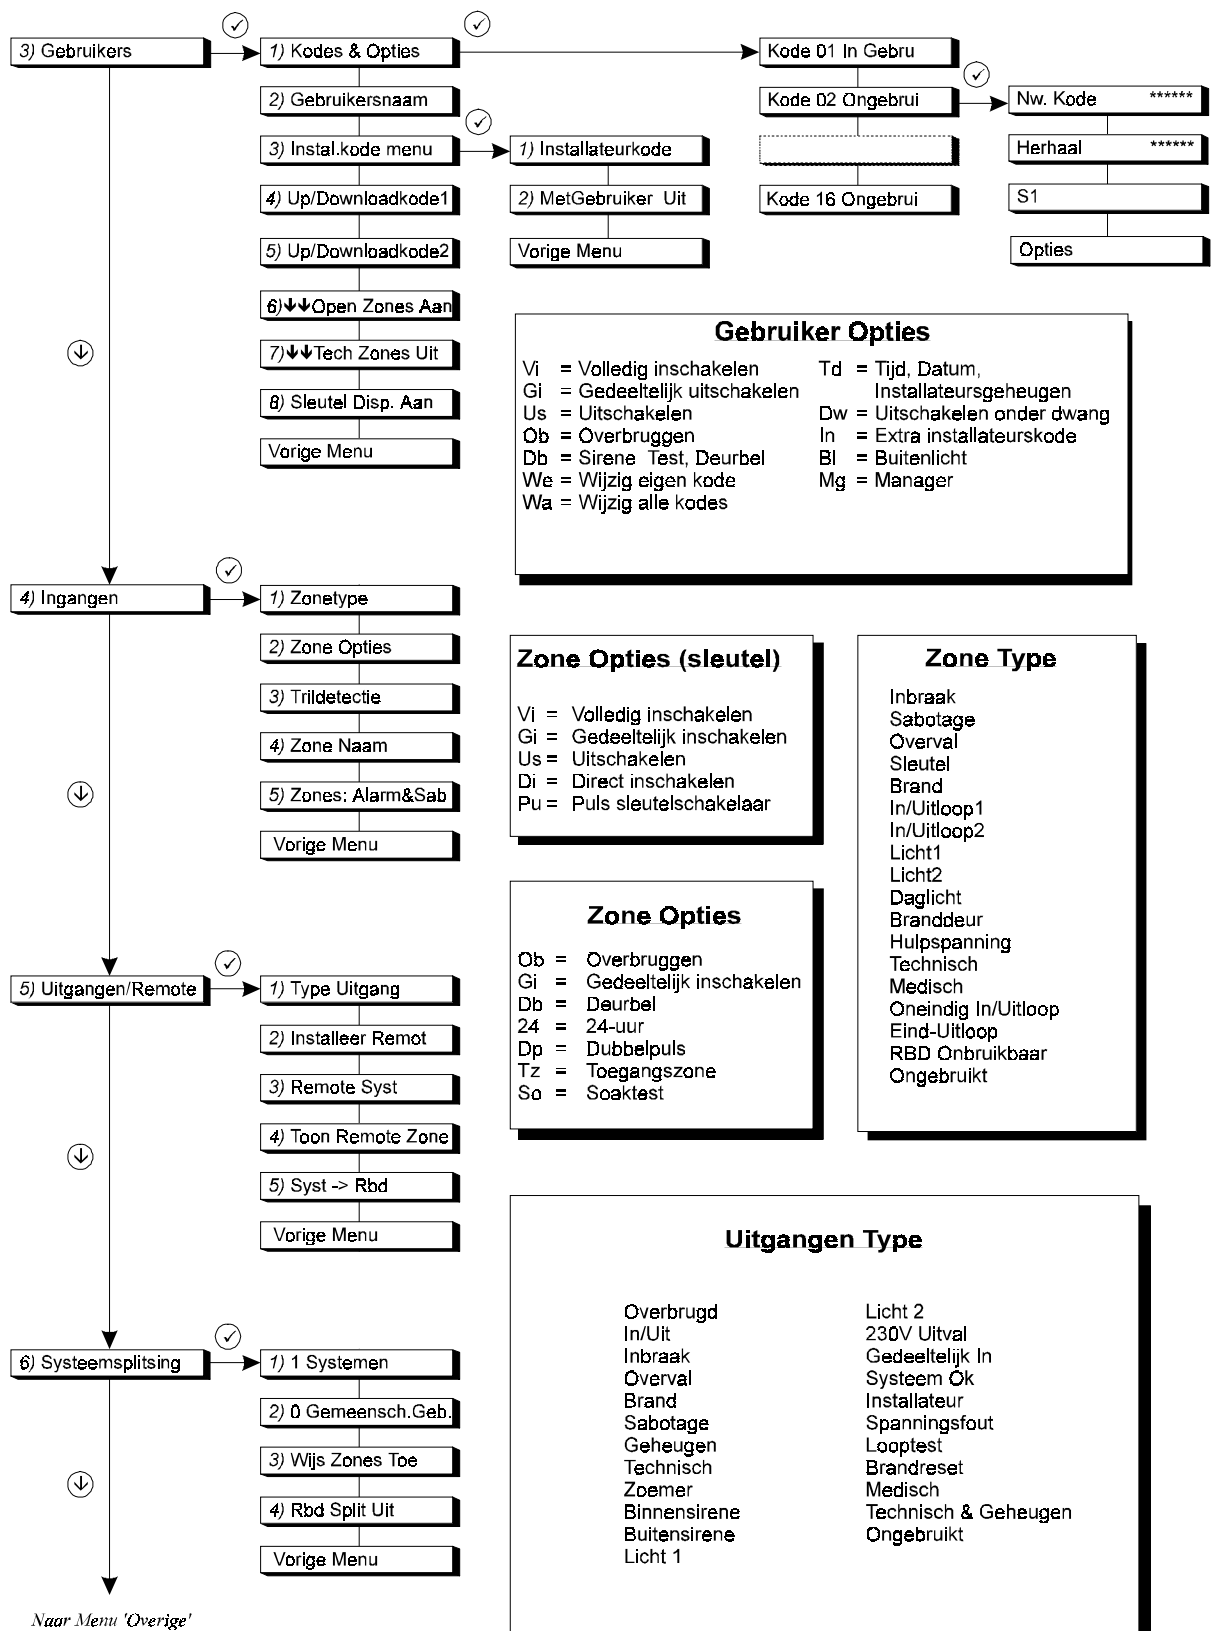 3) Gebruikers
1) Kodes & Opties
2) Gebruikersnaam
3) Instal.kode menu
4) Up/Downloadkode1
5) Up/Downloadkode2
6)↓↓Open Zones Aan
7)↓↓Tech Zones Uit
8) Sleutel Disp. Aan
Vorige Menu
1) Installateurkode
2) MetGebruiker Uit
Vorige Menu
Kode 01 In Gebru
Kode 02 Ongebrui
Kode 16 Ongebrui
Nw. Kode ******
Herhaal ******
S1
Opties
Gebruiker Opties
Vi = Volledig inschakelen
Gi = Gedeeltelijk uitschakelen
Us = Uitschakelen
Ob = Overbruggen
Db = Sirene Test, Deurbel
We = Wijzig eigen kode
Wa = Wijzig alle kodes
Td = Tijd, Datum,
Installateursgeheugen
Dw = Uitschakelen onder dwang
In = Extra installateurskode
Bl = Buitenlicht
Mg = Manager
4) Ingangen
1) Zonetype
2) Zone Opties
3) Trildetectie
4) Zone Naam
5) Zones: Alarm&Sab
Vorige Menu
Zone Opties (sleutel)
Vi = Volledig inschakelen
Gi = Gedeeltelijk inschakelen
Us = Uitschakelen
Di = Direct inschakelen
Pu = Puls sleutelschakelaar
Zone Type
Inbraak
Sabotage
Overval
Sleutel
Brand
In/Uitloop1
In/Uitloop2
Licht1
Licht2
Daglicht
Branddeur
Hulpspanning
Technisch
Medisch
Oneindig In/Uitloop
Eind-Uitloop
RBD Onbruikbaar
Ongebruikt
Zone Opties
Ob = Overbruggen
Gi = Gedeeltelijk inschakelen
Db = Deurbel
24 = 24-uur
Dp = Dubbelpuls
Tz = Toegangszone
So = Soaktest
5) Uitgangen/Remote
1) Type Uitgang
2) Installeer Remot
3) Remote Syst
4) Toon Remote Zone
5) Syst -> Rbd
Vorige Menu
Uitgangen Type
Overbrugd
In/Uit
Inbraak
Overval
Brand
Sabotage
Geheugen
Technisch
Zoemer
Binnensirene
Buitensirene
Licht 1
Licht 2
230V Uitval
Gedeeltelijk In
Systeem Ok
Installateur
Spanningsfout
Looptest
Brandreset
Medisch
Technisch & Geheugen
Ongebruikt
6) Systeemsplitsing
1) 1 Systemen
2) 0 Gemeensch.Geb.
3) Wijs Zones Toe
4) Rbd Split Uit
Vorige Menu
Naar Menu 'Overige'